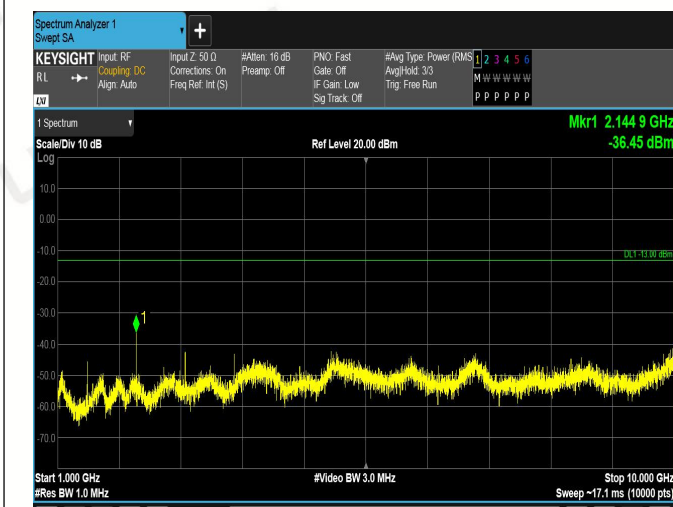 Spectrum Analyzer 1
Swept SA
+
KEYSIGHT
R L
LXI
Input: RF
Coupling: DC
Align: Auto
Input Z: 50 Ω
Corrections: On
Freq Ref: Int (S)
#Atten: 16 dB
Preamp: Off
PNO: Fast
Gate: Off
IF Gain: Low
Sig Track: Off
#Avg Type: Power (RMS
Avg|Hold: 3/3
Trig: Free Run
1 2 3 4 5 6
M W W W W W
P P P P P P
1 Spectrum
Mkr1 2.144 9 GHz
Scale/Div 10 dB
Ref Level 20.00 dBm
-36.45 dBm
Log
10.0
0.00
-10.0
DL1 -13.00 dBm
-20.0
-30.0
1
-40.0
-50.0
-60.0
-70.0
Start 1.000 GHz
#Video BW 3.0 MHz
Stop 10.000 GHz
#Res BW 1.0 MHz
Sweep ~17.1 ms (10000 pts)